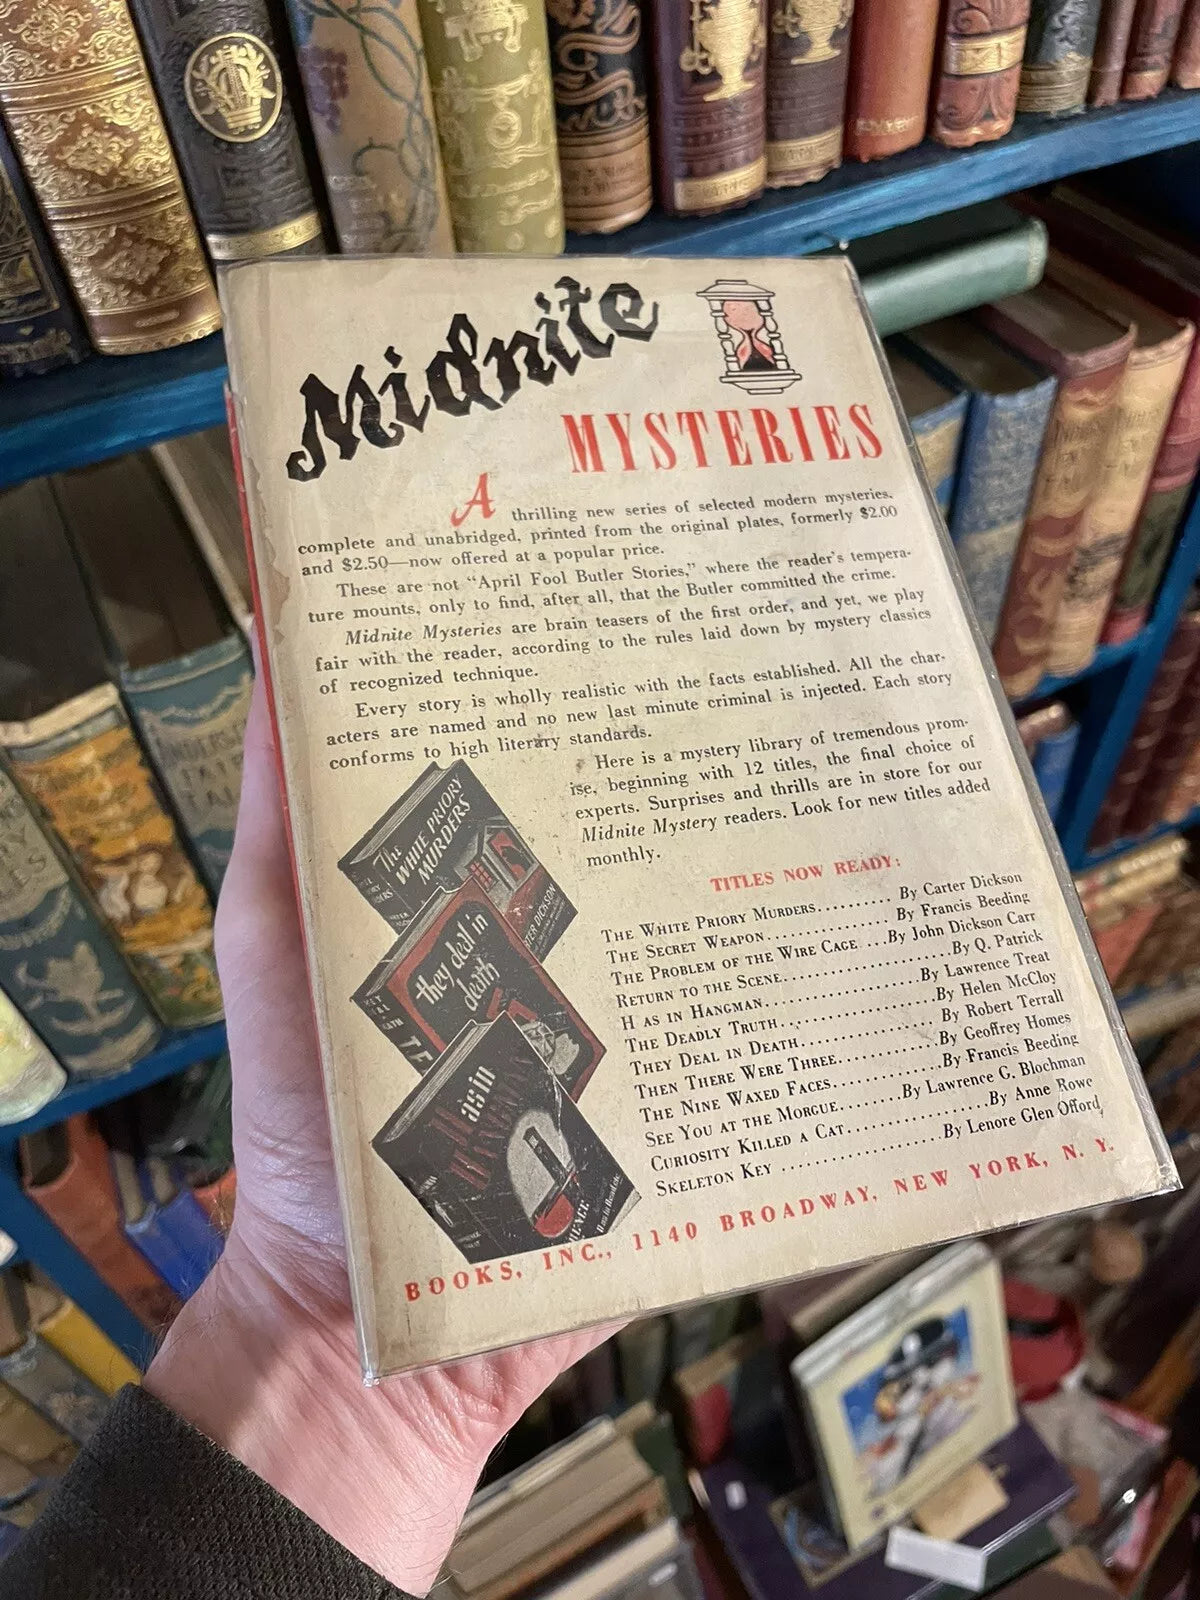 Midnite
MYSTERIES
A thrilling new series of selected modern mysteries,
complete and unabridged, printed from the original plates, formerly $2.00
and $2.50—now offered at a popular price.
These are not "April Fool Butler Stories," where the reader's tempera-
ture mounts, only to find, after all, that the Butler committed the crime.
Midnite Mysteries are brain teasers of the first order, and yet, we play
fair with the reader, according to the rules laid down by mystery classics
of recognized technique.
Every story is wholly realistic with the facts established. All the char-
acters are named and no new last minute criminal is injected. Each story
conforms to high literary standards.
Here is a mystery library of tremendous prom-
ise, beginning with 12 titles, the final choice of
experts. Surprises and thrills are in store for our
Midnite Mystery readers. Look for new titles added
monthly.
TITLES NOW READY:
THE WHITE PRIORY MURDERS.......... By Carter Dickson
THE SECRET WEAPON................ By Francis Beeding
THE PROBLEM OF THE WIRE CAGE ...By John Dickson Carr
RETURN TO THE SCENE......................By Q. Patrick
H AS IN HANGMAN.....................By Lawrence Treat
THE DEADLY TRUTH....................By Helen McCloy
THEY DEAL IN DEATH.................. By Robert Terrall
THEN THERE WERE THREE.............By Geoffrey Homes
THE NINE WAXED FACES..............By Francis Beeding
SEE YOU AT THE MORGUE........By Lawrence G. Blochman
CURIOSITY KILLED A CAT..................By Anne Rowe
SKELETON KEY .....................By Lenore Glen Offord
The
WHITE PRIORY
MURDERS
they deal in
death
H
as in
HANGMAN
BOOKS, INC., 1140 BROADWAY, NEW YORK, N. Y.